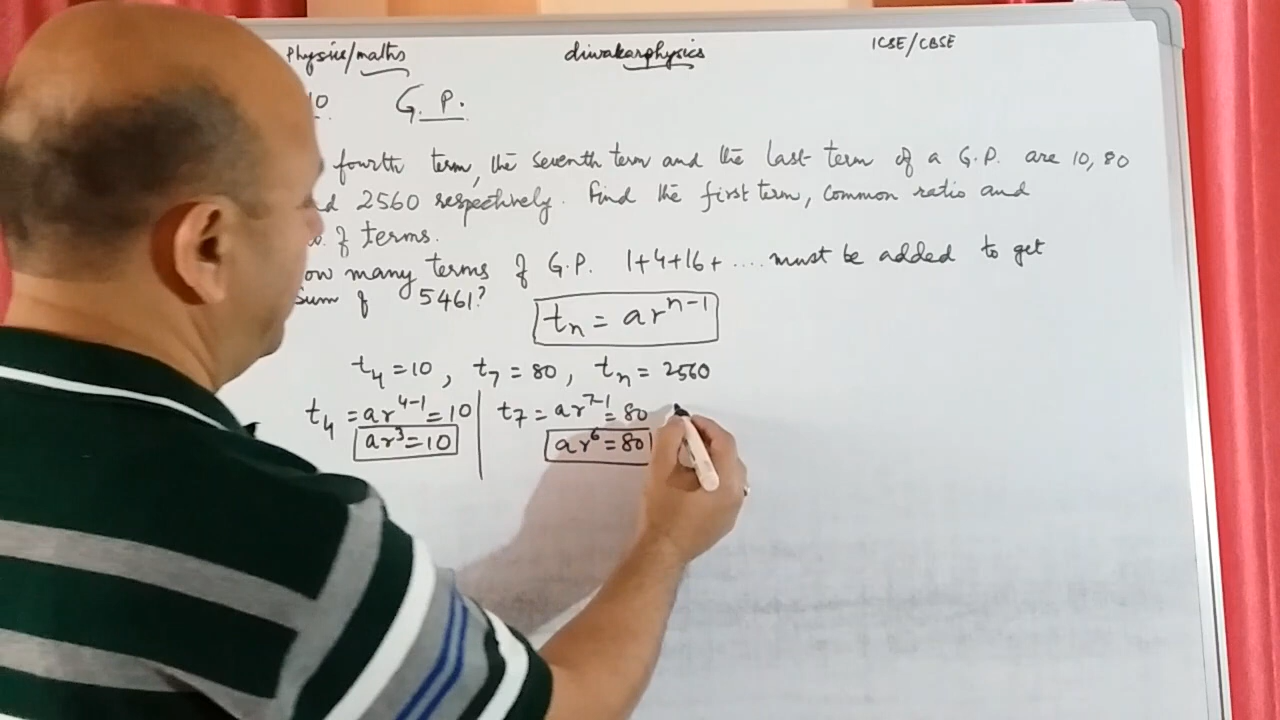 Physics/maths diwakarphysics ICSE/CBSE
10 G.P.
fourth term, the seventh term and the last term of a G.P. are 10, 80
2560 respectively. Find the first term, common ratio and
of terms.
many terms of G.P. 1+4+16+ .... must be added to get
Sum of 5461?
tn = ar^n-1
t4 = 10, t7 = 80, tn = 2560
t4 = ar^4-1 = 10 t7 = ar^7-1 = 80
ar^3 = 10 ar^6 = 80